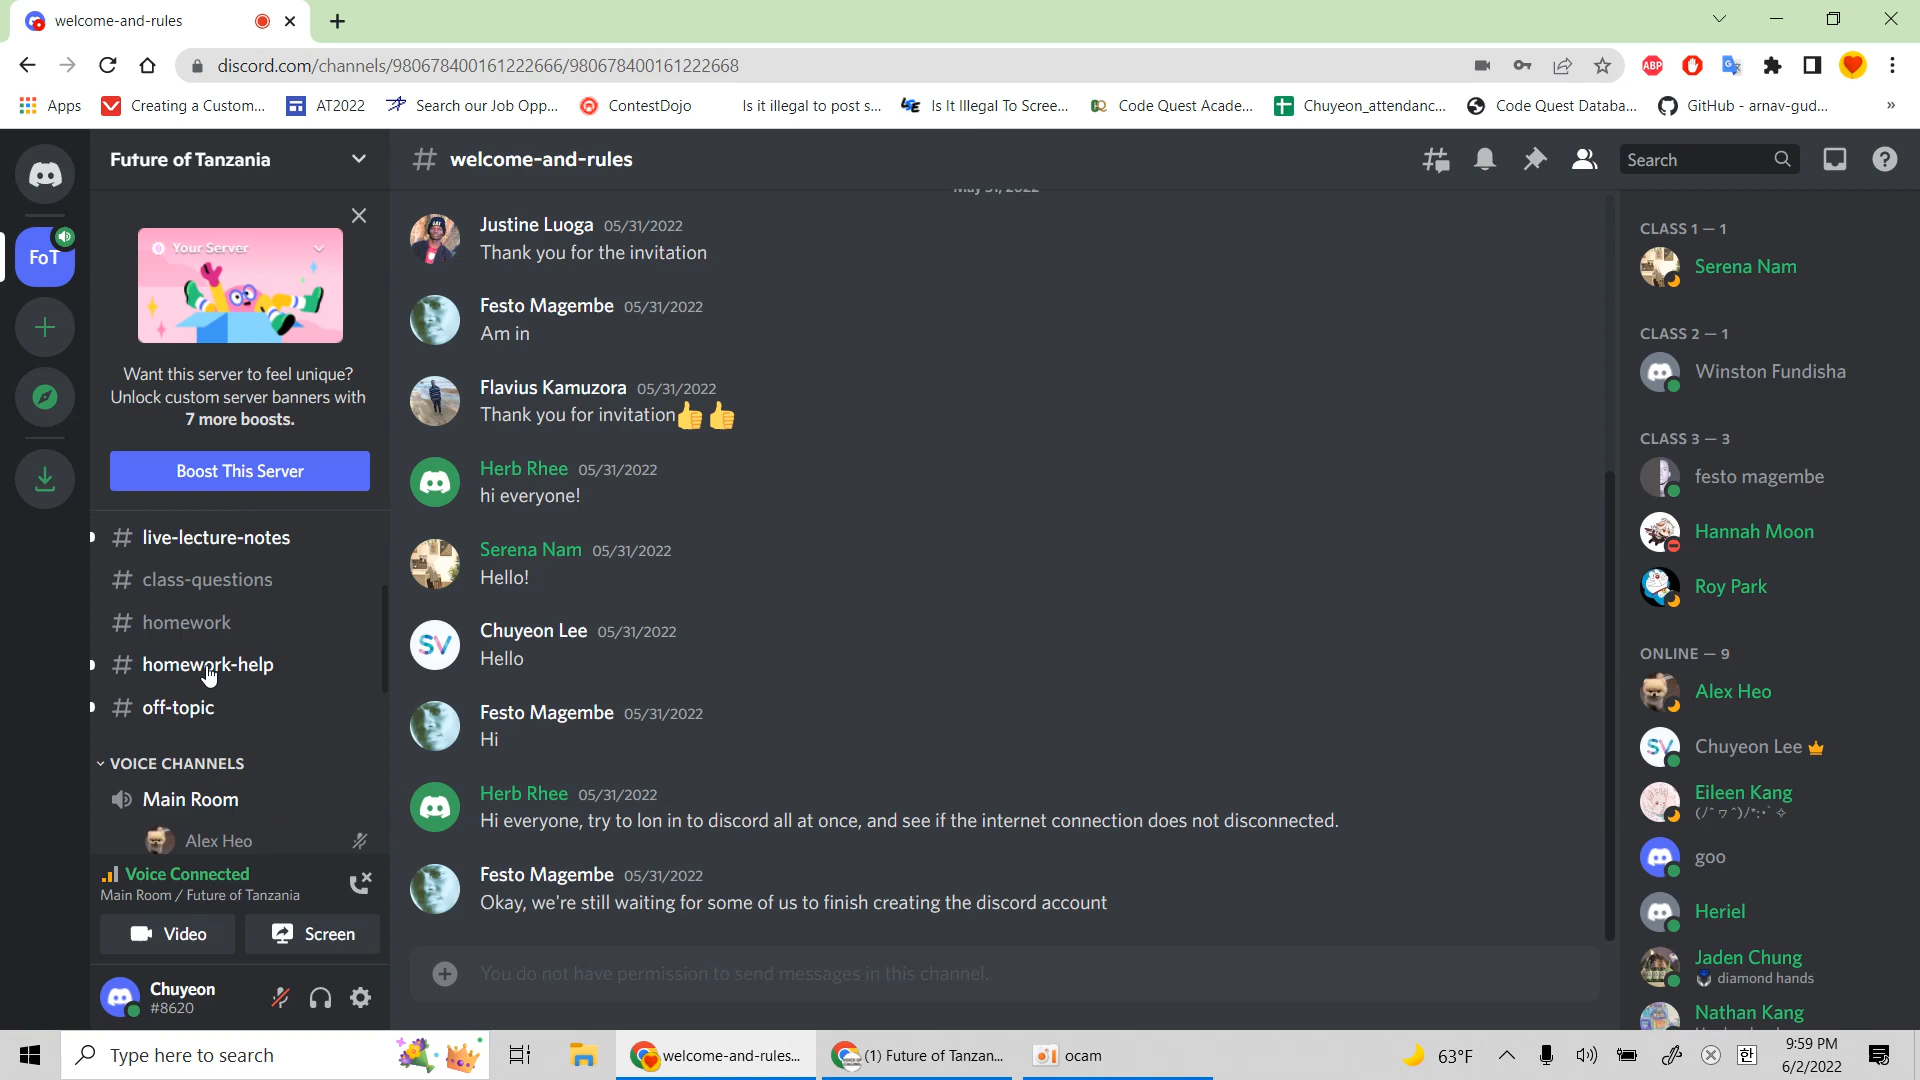 welcome-and-rules
discord.com/channels/980678400161222666/980678400161222668
ABP
Apps
Creating a Custom...
AT2022
Search our Job Opp...
ContestDojo
Is it illegal to post s...
Is It Illegal To Scree...
Code Quest Acade...
Chuyeon_attendanc...
Code Quest Databa...
GitHub - arnav-gud...
»
Future of Tanzania
# welcome-and-rules
Search
FoT
Your Server
Want this server to feel unique?
Unlock custom server banners with
7 more boosts.
Boost This Server
# live-lecture-notes
# class-questions
# homework
# homework-help
# off-topic
VOICE CHANNELS
Main Room
Alex Heo
Voice Connected
Main Room / Future of Tanzania
Video
Screen
Chuyeon
#8620
May 31, 2022
Justine Luoga 05/31/2022
Thank you for the invitation
Festo Magembe 05/31/2022
Am in
Flavius Kamuzora 05/31/2022
Thank you for invitation👍👍
Herb Rhee 05/31/2022
hi everyone!
Serena Nam 05/31/2022
Hello!
SV
Chuyeon Lee 05/31/2022
Hello
Festo Magembe 05/31/2022
Hi
Herb Rhee 05/31/2022
Hi everyone, try to lon in to discord all at once, and see if the internet connection does not disconnected.
Festo Magembe 05/31/2022
Okay, we're still waiting for some of us to finish creating the discord account
You do not have permission to send messages in this channel.
CLASS 1 — 1
Serena Nam
CLASS 2 — 1
Winston Fundisha
CLASS 3 — 3
festo magembe
Hannah Moon
Roy Park
ONLINE — 9
Alex Heo
SV
Chuyeon Lee
Eileen Kang
goo
Heriel
Jaden Chung
diamond hands
Nathan Kang
Type here to search
welcome-and-rules...
(1) Future of Tanzan...
ocam
63°F
한
9:59 PM
6/2/2022